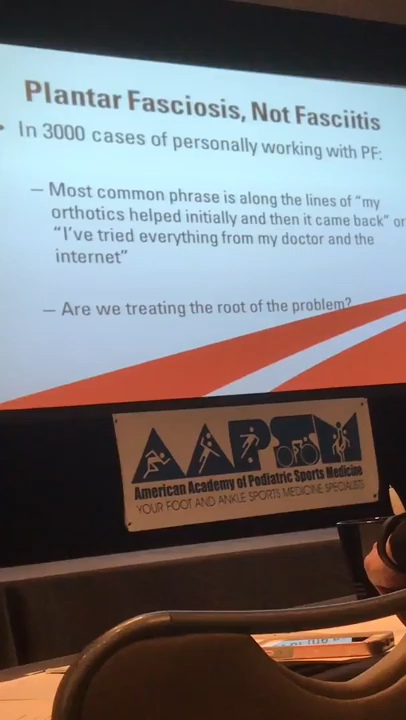 Plantar Fasciosis, Not Fasciitis
• In 3000 cases of personally working with PF:
– Most common phrase is along the lines of “my
orthotics helped initially and then it came back” or
“I’ve tried everything from my doctor and the
internet”
– Are we treating the root of the problem?
AAPSM
American Academy of Podiatric Sports Medicine
YOUR FOOT AND ANKLE SPORTS MEDICINE SPECIALISTS